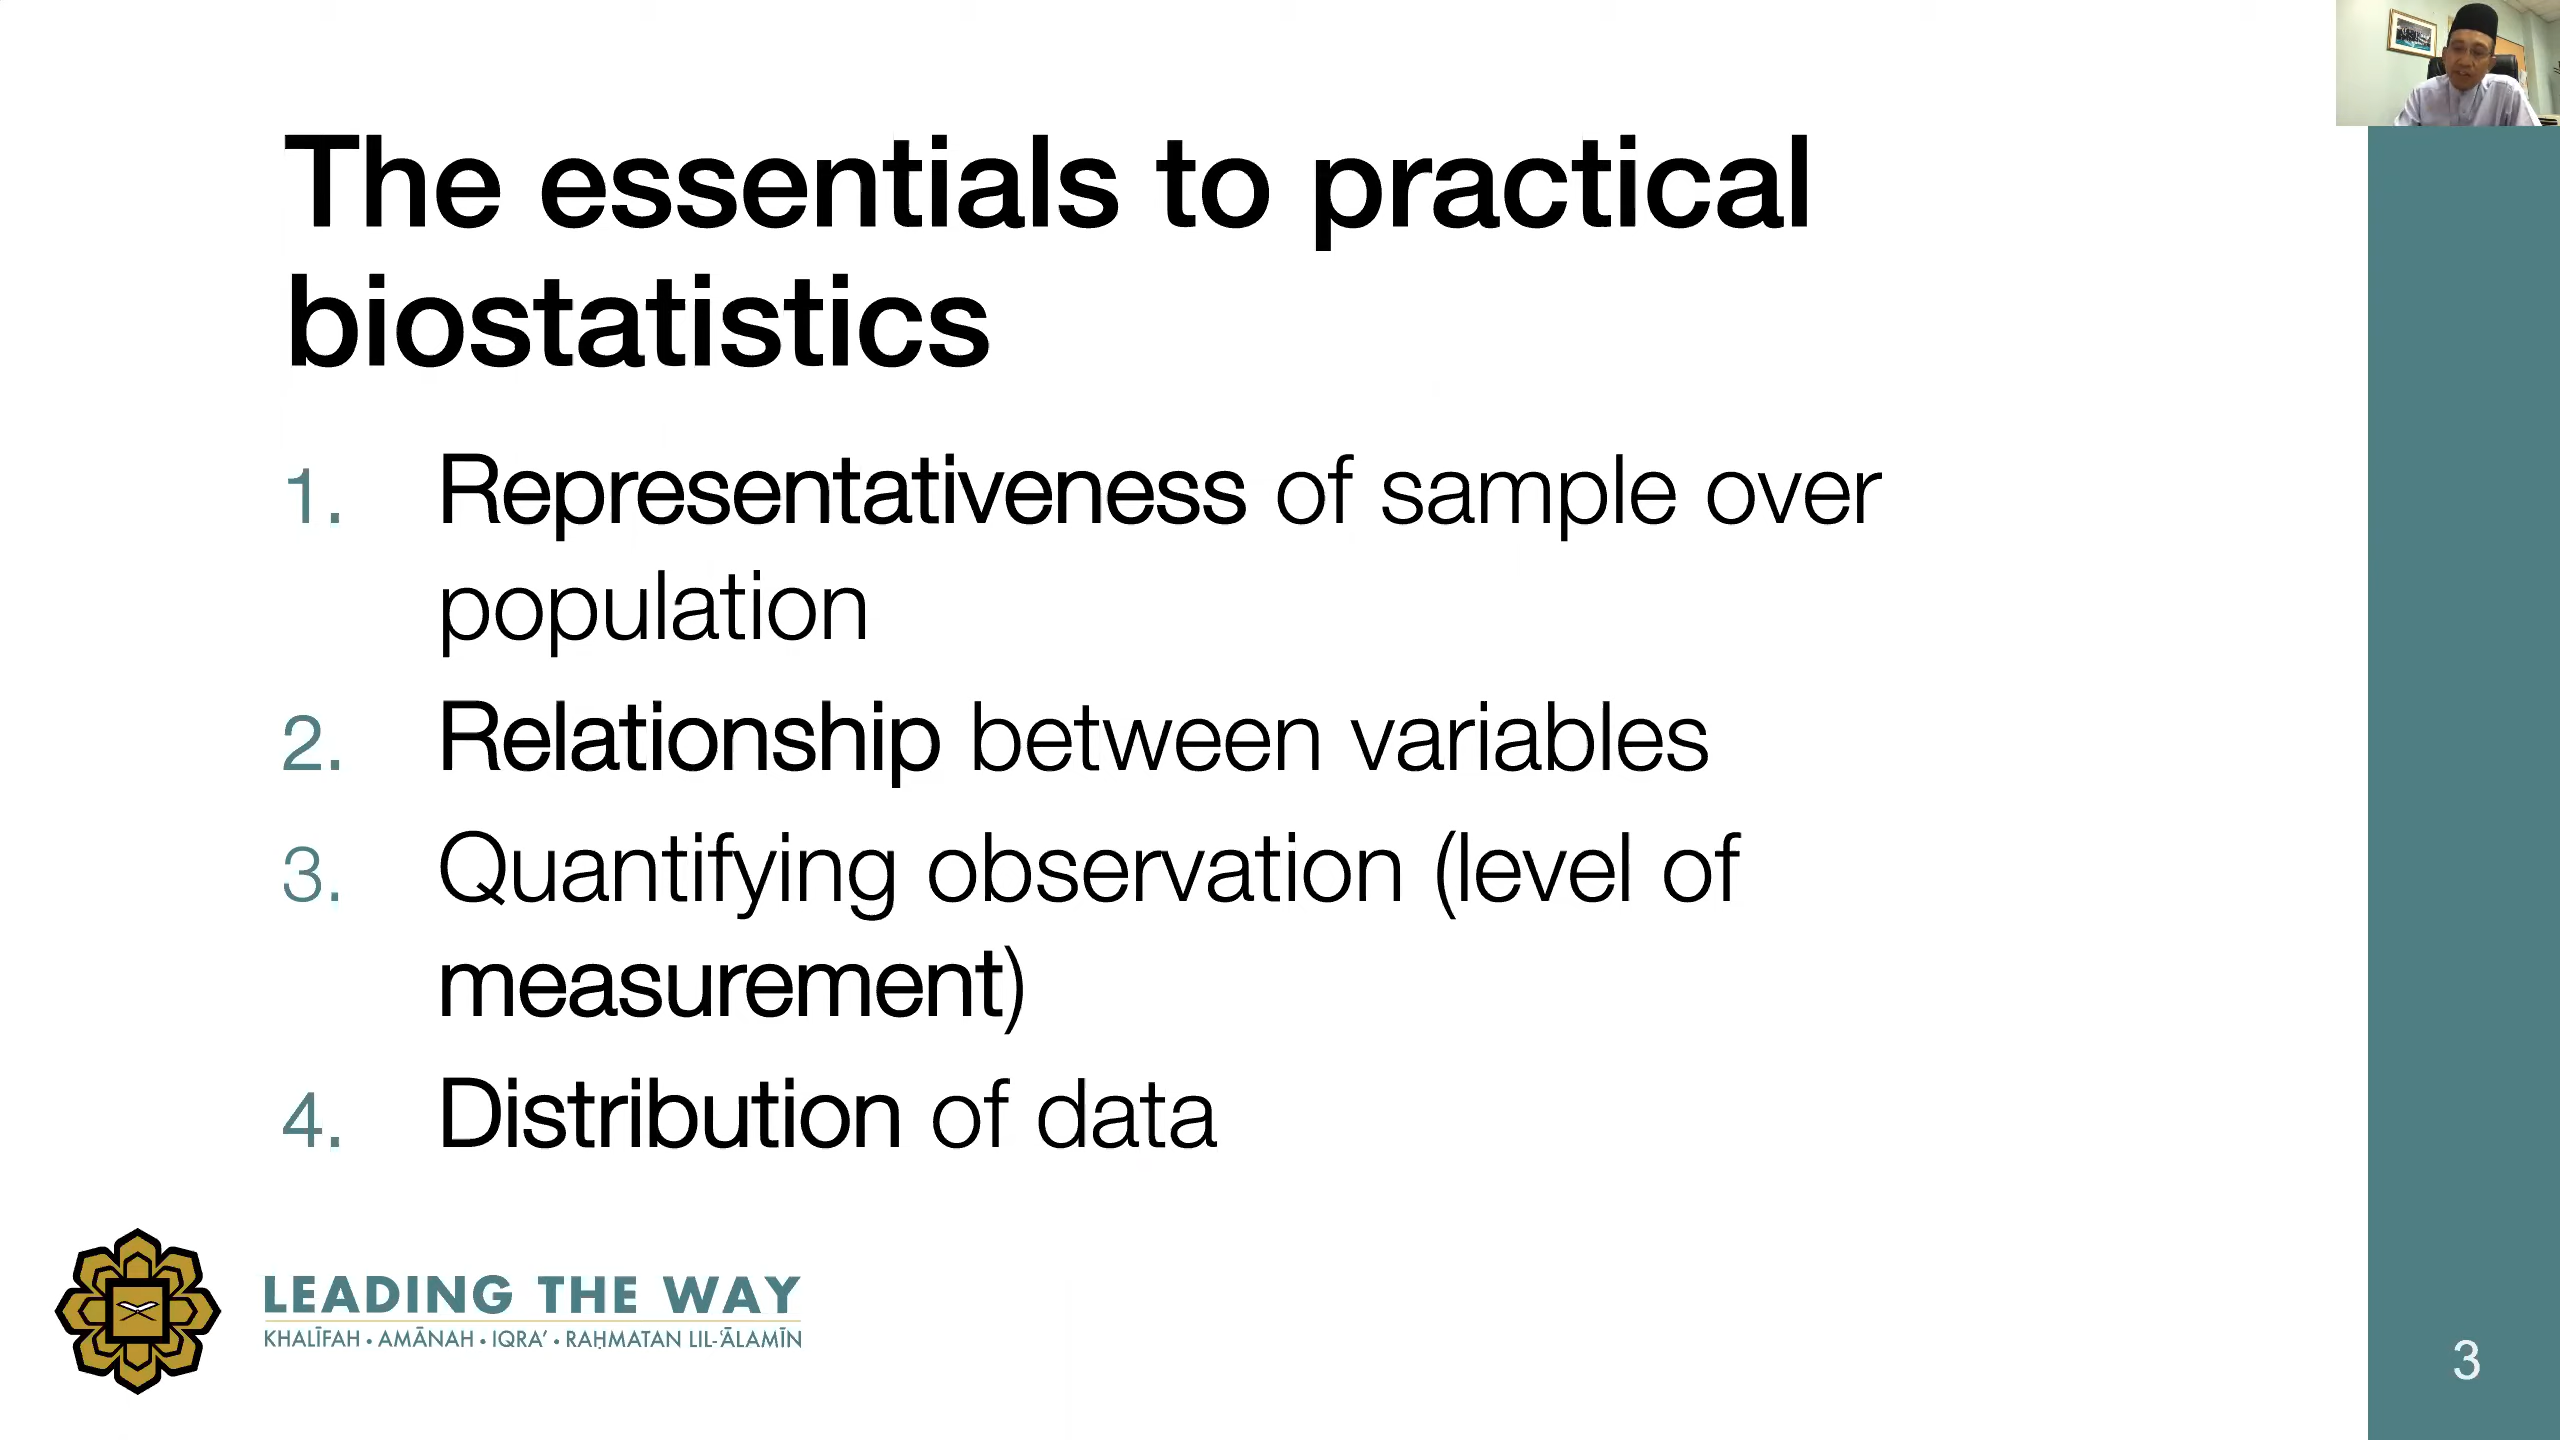 The essentials to practical
biostatistics
1. Representativeness of sample over
population
2. Relationship between variables
3. Quantifying observation (level of
measurement)
4. Distribution of data
LEADING THE WAY
KHALĪFAH • AMĀNAH • IQRA’ • RAḤMATAN LIL-ʿĀLAMĪN
3